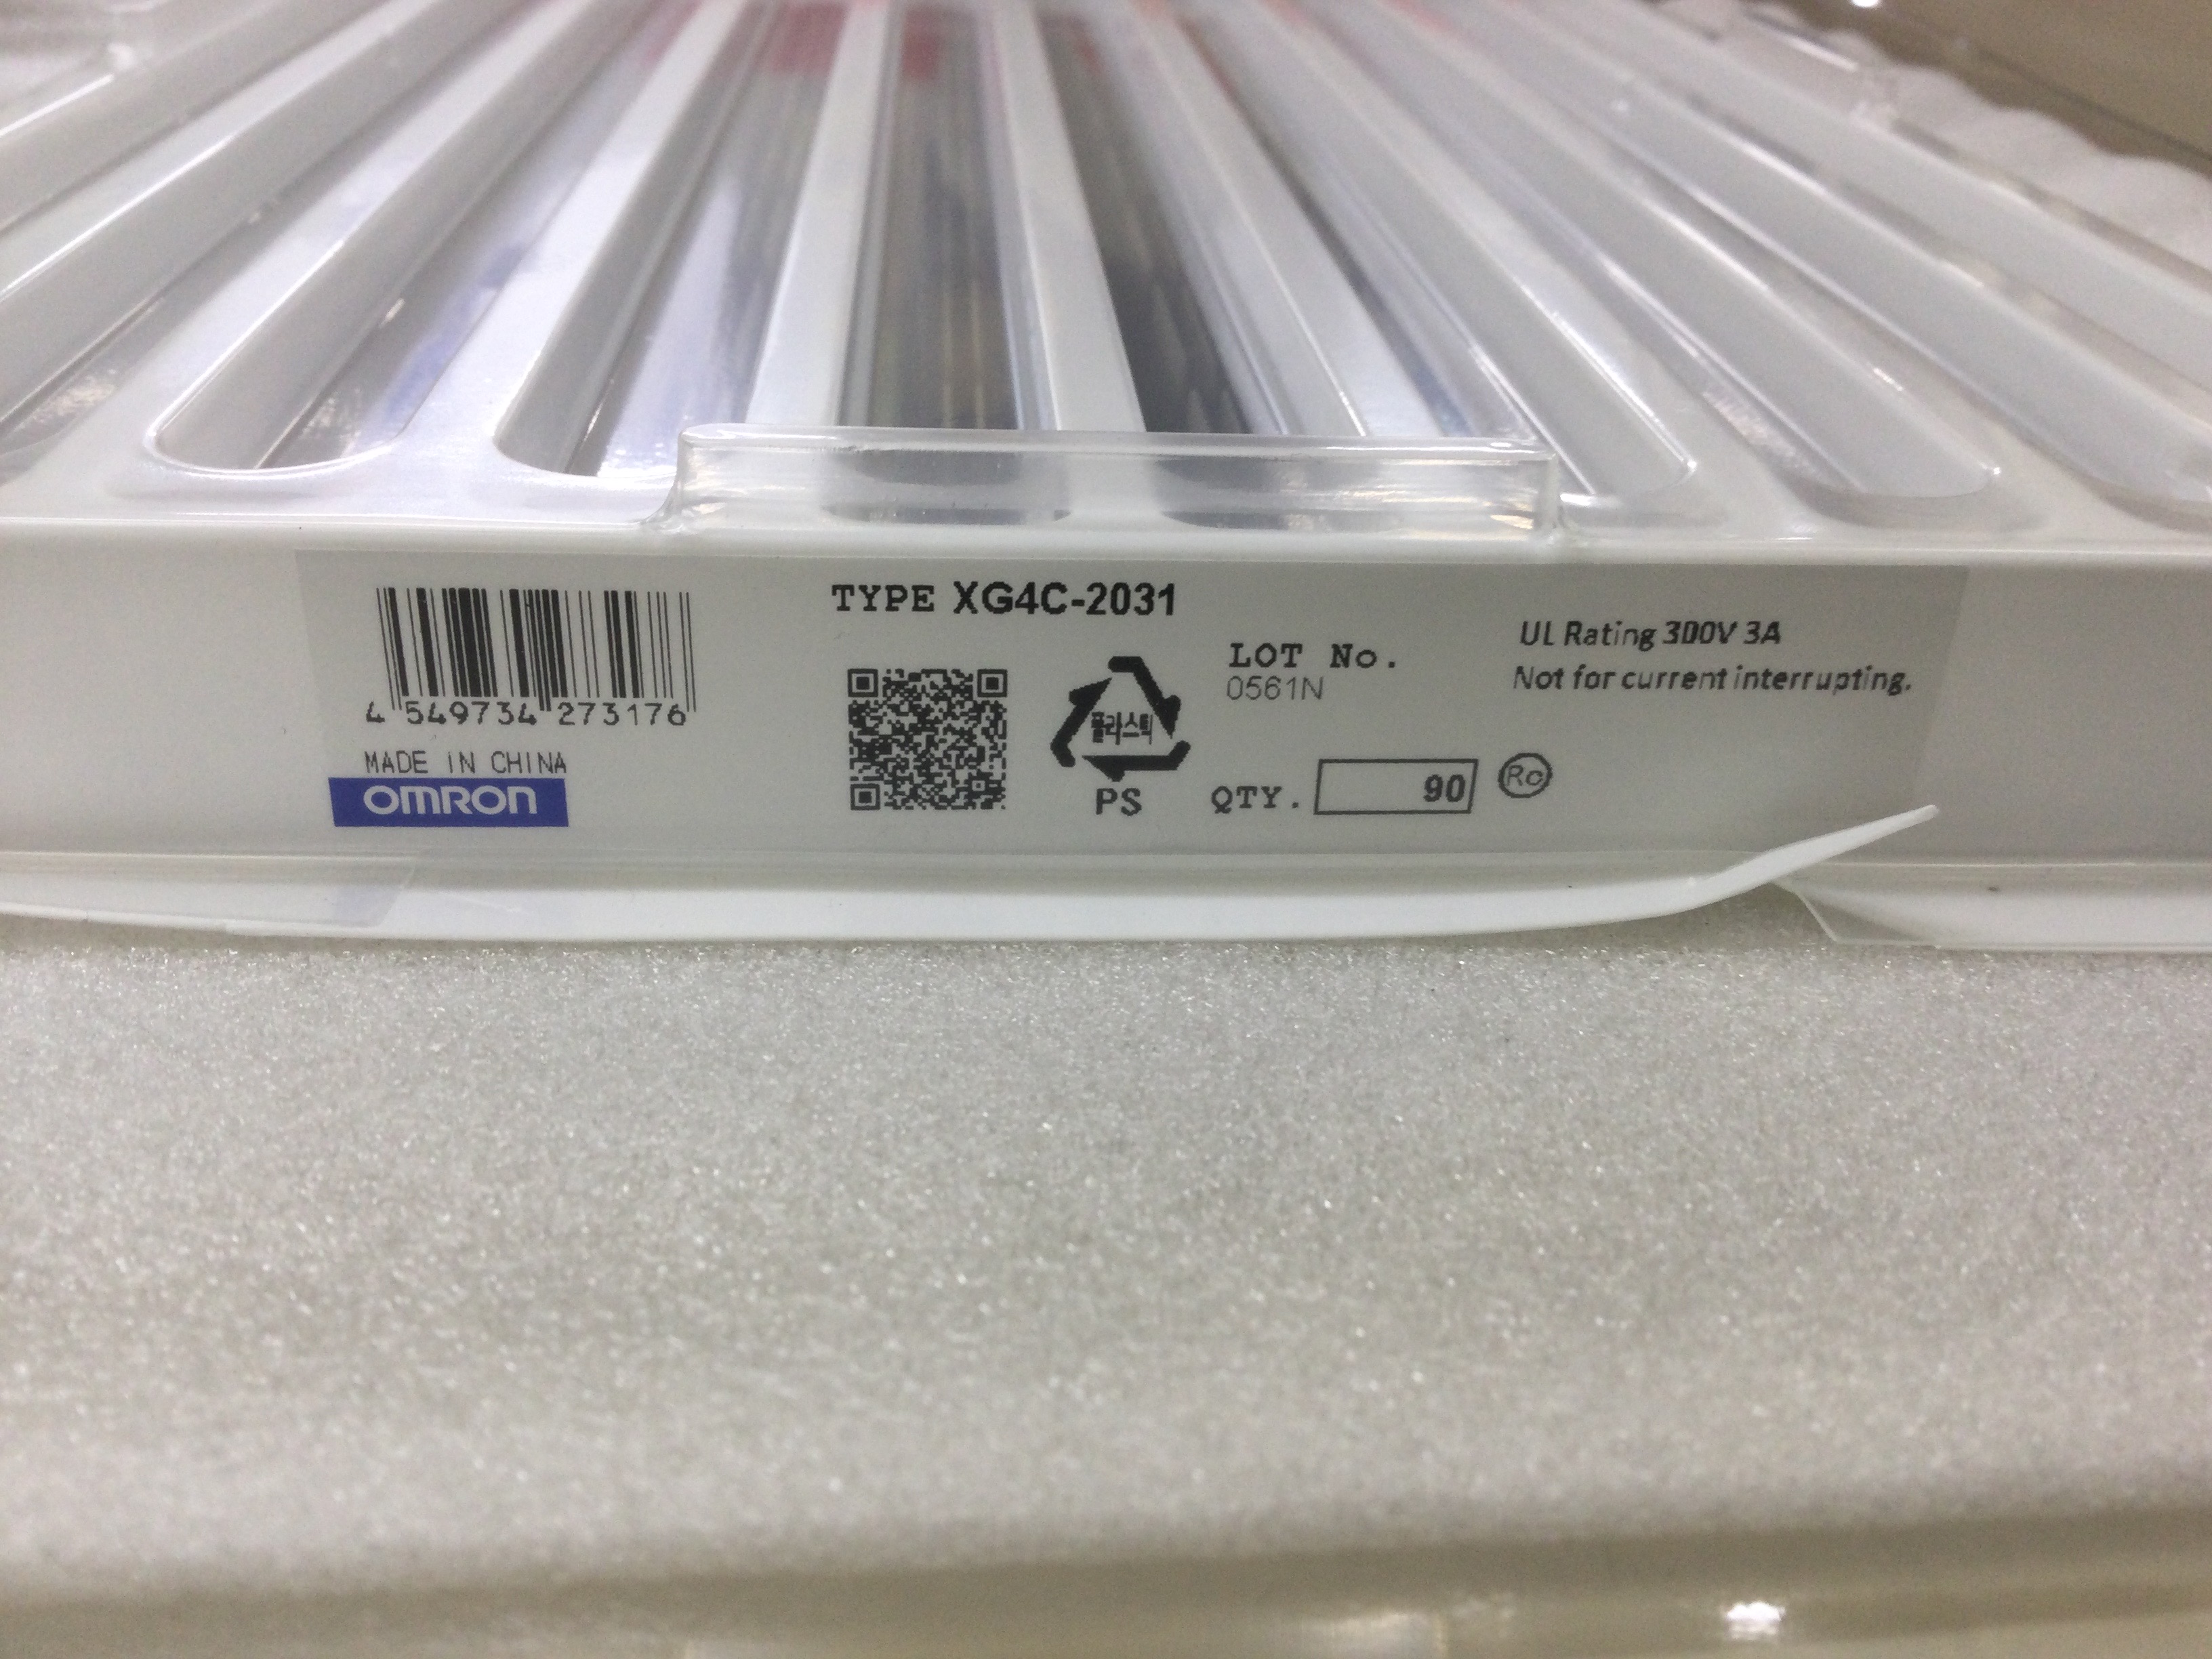 TYPE XG4C-2031
4 549734 273176
MADE IN CHINA
OMRON
플라스틱
PS
LOT No.
0561N
QTY. 90
Ro
UL Rating 300V 3A
Not for current interrupting.